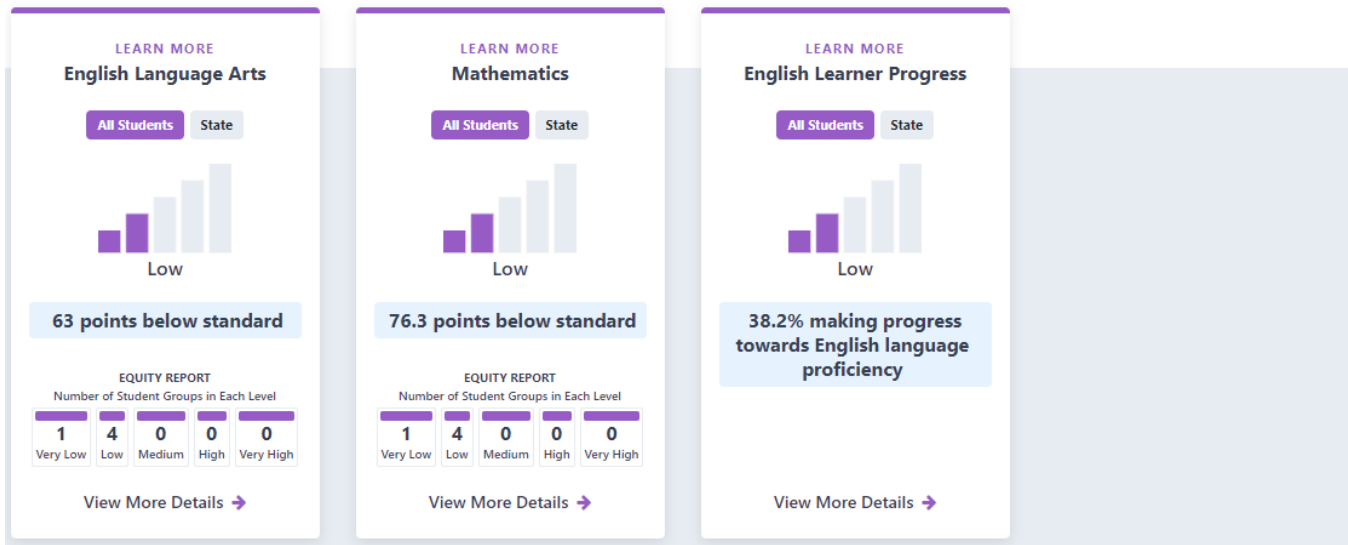 LEARN MORE
English Language Arts
All Students State
Low
63 points below standard
EQUITY REPORT
Number of Student Groups in Each Level
1 4 0 0 0
Very Low Low Medium High Very High
View More Details
LEARN MORE
Mathematics
All Students State
Low
76.3 points below standard
EQUITY REPORT
Number of Student Groups in Each Level
1 4 0 0 0
Very Low Low Medium High Very High
View More Details
LEARN MORE
English Learner Progress
All Students State
Low
38.2% making progress
towards English language
proficiency
View More Details